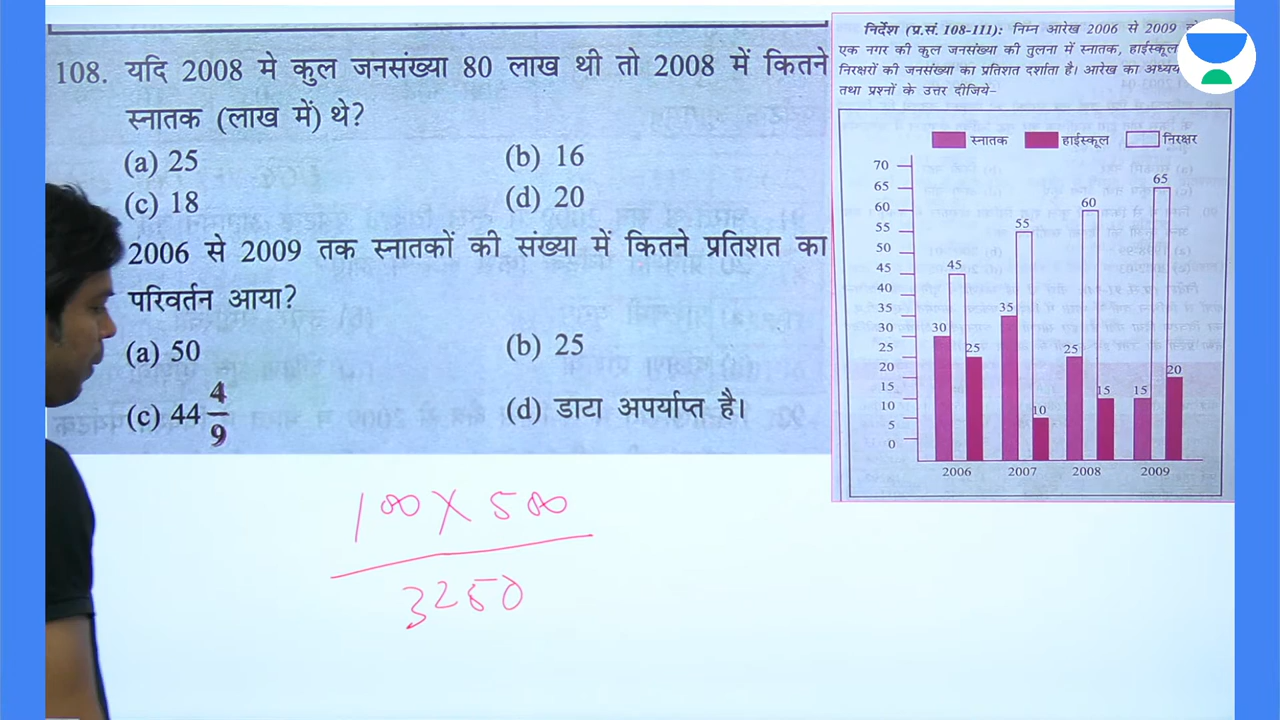 108. यदि 2008 मे कुल जनसंख्या 80 लाख थी तो 2008 में कितने
स्नातक (लाख में) थे?
(a) 25
(b) 16
(c) 18
(d) 20
2006 से 2009 तक स्नातकों की संख्या में कितने प्रतिशत का
परिवर्तन आया?
(a) 50
(b) 25
(c) 44 4/9
(d) डाटा अपर्याप्त है।
100 × 500
3250
निर्देश (प्र.सं. 108-111): निम्न आरेख 2006 से 2009
एक नगर की कुल जनसंख्या की तुलना में स्नातक, हाईस्कूल
निरक्षरों की जनसंख्या का प्रतिशत दर्शाता है। आरेख का
तथा प्रश्नों के उत्तर दीजिये–
स्नातक हाईस्कूल निरक्षर
70
65
60
55
50
45
40
35
30
25
20
15
10
5
0
30 45 25
35 55 10
25 60 15
15 65 20
2006 2007 2008 2009